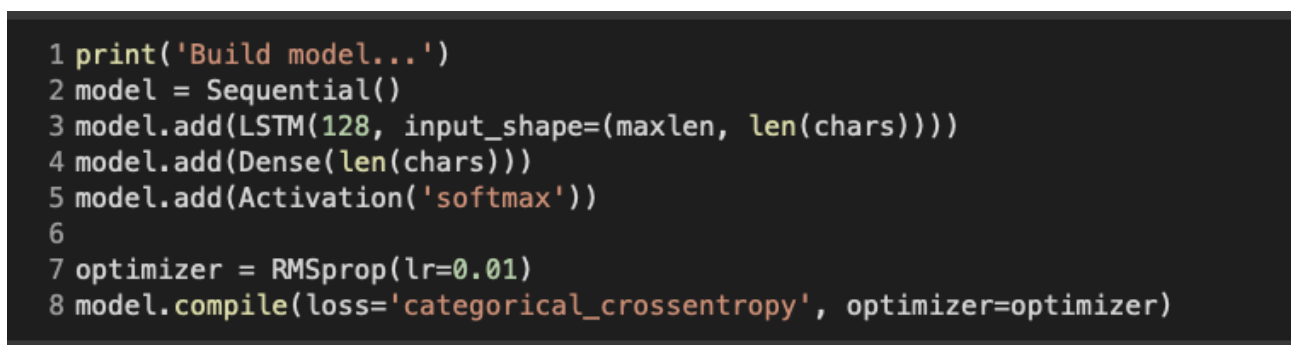 1 print('Build model...')
2 model = Sequential()
3 model.add(LSTM(128, input_shape=(maxlen, len(chars))))
4 model.add(Dense(len(chars)))
5 model.add(Activation('softmax'))
6
7 optimizer = RMSprop(lr=0.01)
8 model.compile(loss='categorical_crossentropy', optimizer=optimizer)